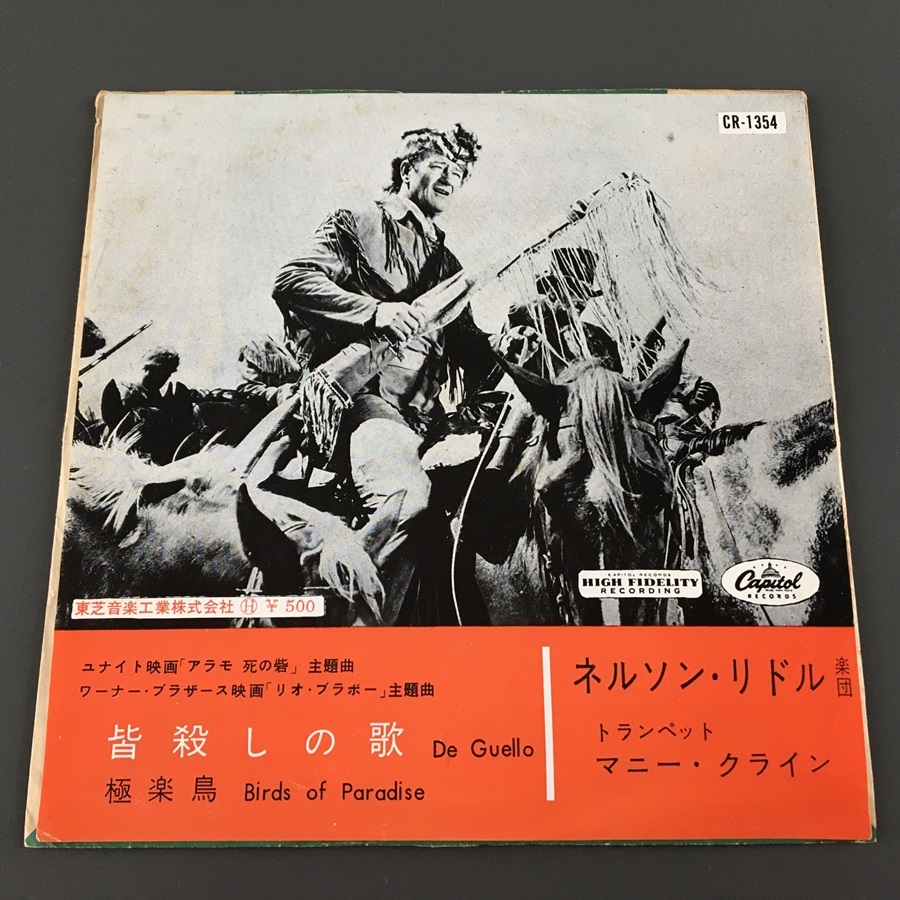 CR-1354
CAPITOL RECORDS
HIGH FIDELITY
RECORDING
Capitol
RECORDS
東芝音楽工業株式会社 Ⓗ ¥ 500
ユナイト映画「アラモ 死の砦」主題曲
ワーナー・ブラザース映画「リオ・ブラボー」主題曲
皆殺しの歌 De Guello
極楽鳥 Birds of Paradise
ネルソン・リドル楽団
トランペット
マニー・クライン